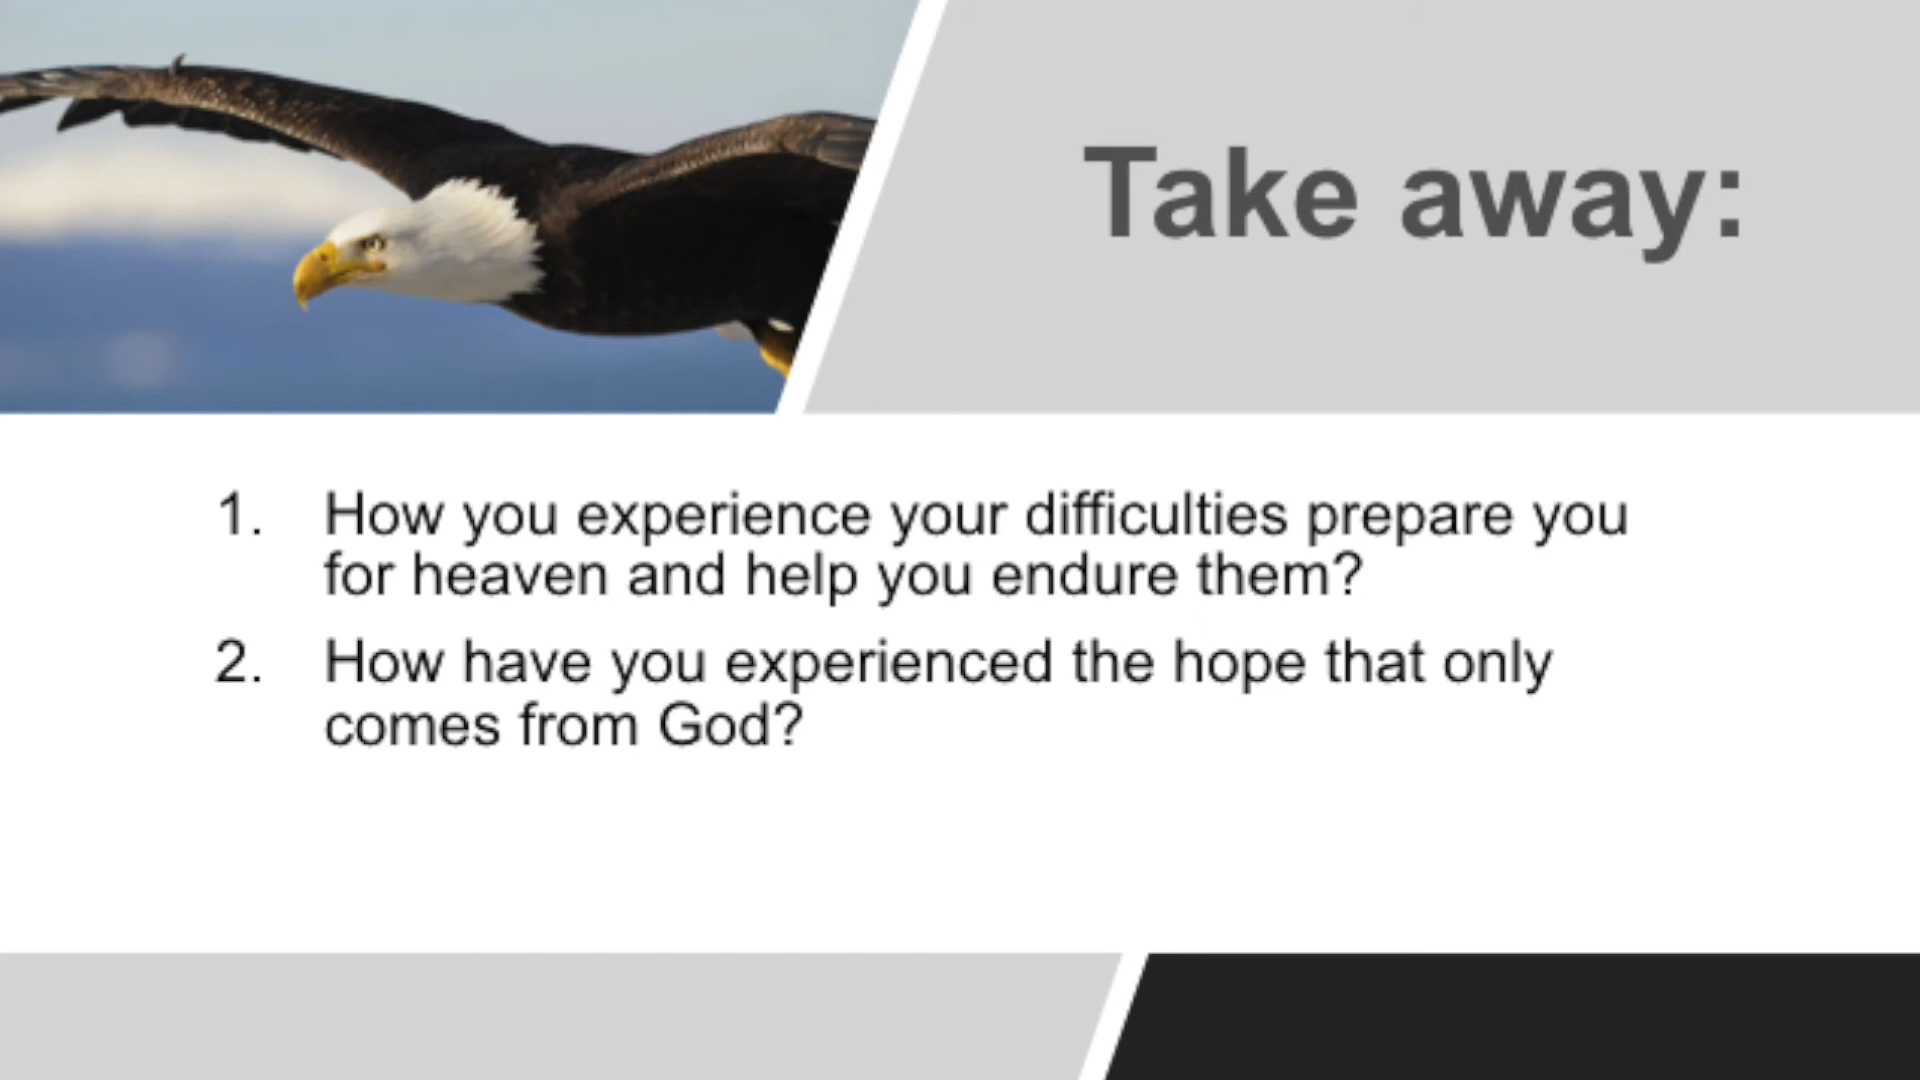 Take away:
1. How you experience your difficulties prepare you
for heaven and help you endure them?
2. How have you experienced the hope that only
comes from God?